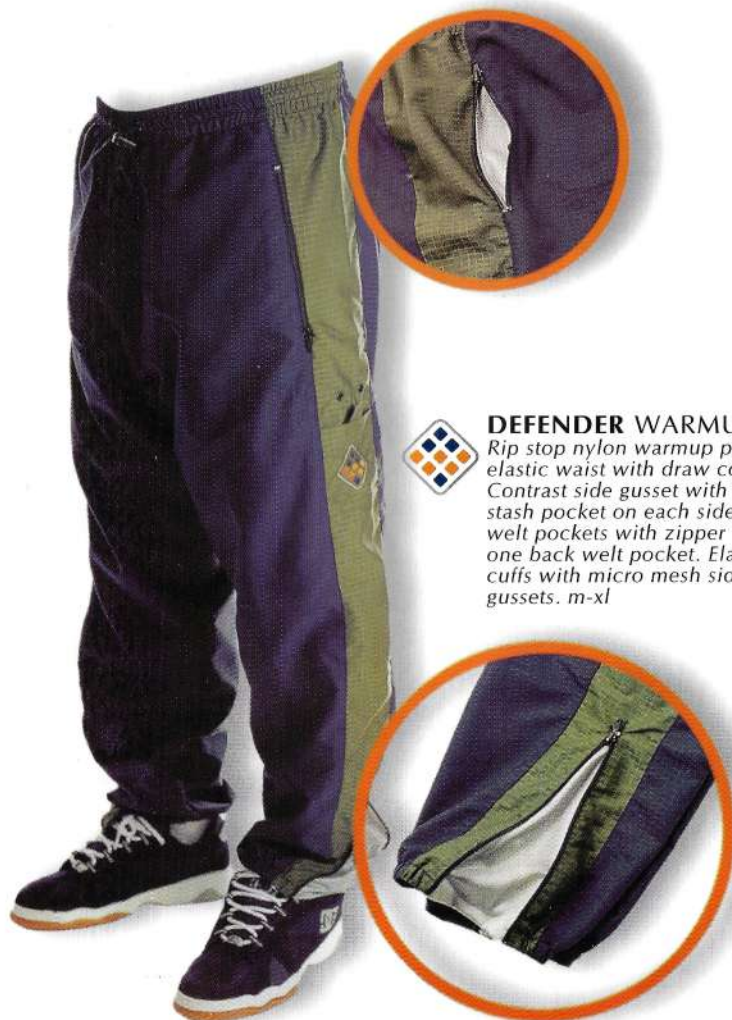 DEFENDER WARMU
Rip stop nylon warmup p
elastic waist with draw co
Contrast side gusset with
stash pocket on each side
welt pockets with zipper
one back welt pocket. Ela
cuffs with micro mesh sid
gussets. m-xl